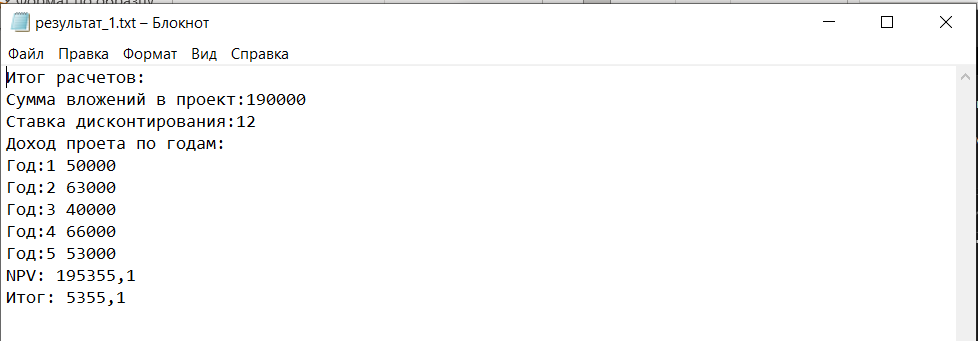 результат_1.txt – Блокнот
Файл Правка Формат Вид Справка
Итог расчетов:
Сумма вложений в проект:190000
Ставка дисконтирования:12
Доход проета по годам:
Год:1 50000
Год:2 63000
Год:3 40000
Год:4 66000
Год:5 53000
NPV: 195355,1
Итог: 5355,1